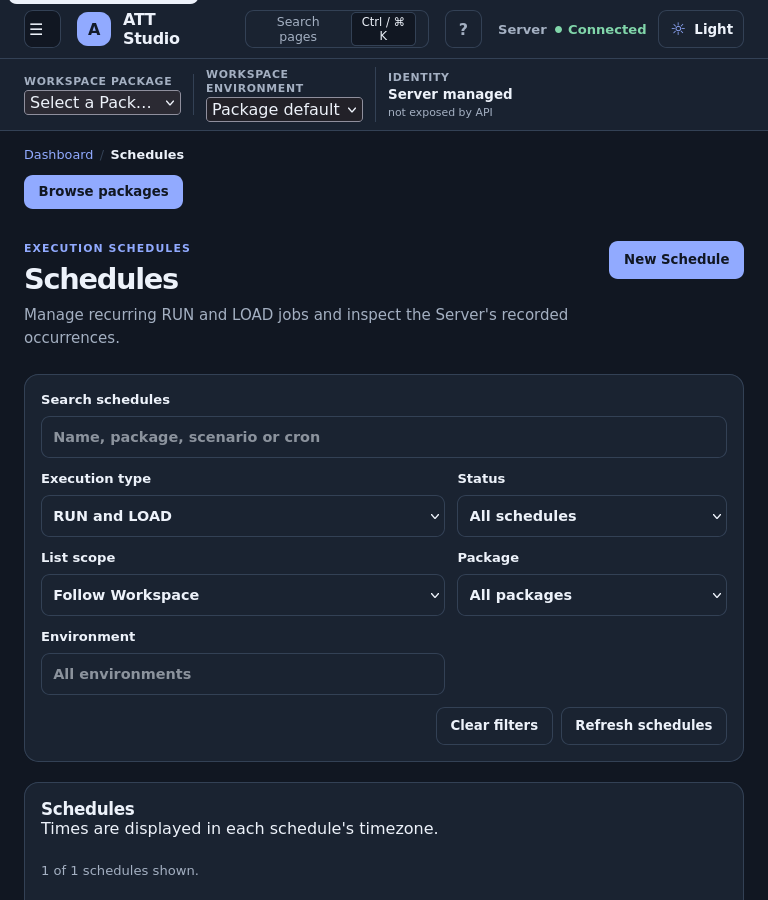 ☰
A
ATT Studio
Search pages
Ctrl / ⌘ K
?
Server
Connected
Light
WORKSPACE PACKAGE
Select a Pack...
WORKSPACE ENVIRONMENT
Package default
IDENTITY
Server managed
not exposed by API
Dashboard / Schedules
Browse packages
EXECUTION SCHEDULES
Schedules
New Schedule
Manage recurring RUN and LOAD jobs and inspect the Server's recorded
occurrences.
Search schedules
Name, package, scenario or cron
Execution type
Status
RUN and LOAD
All schedules
List scope
Package
Follow Workspace
All packages
Environment
All environments
Clear filters
Refresh schedules
Schedules
Times are displayed in each schedule's timezone.
1 of 1 schedules shown.